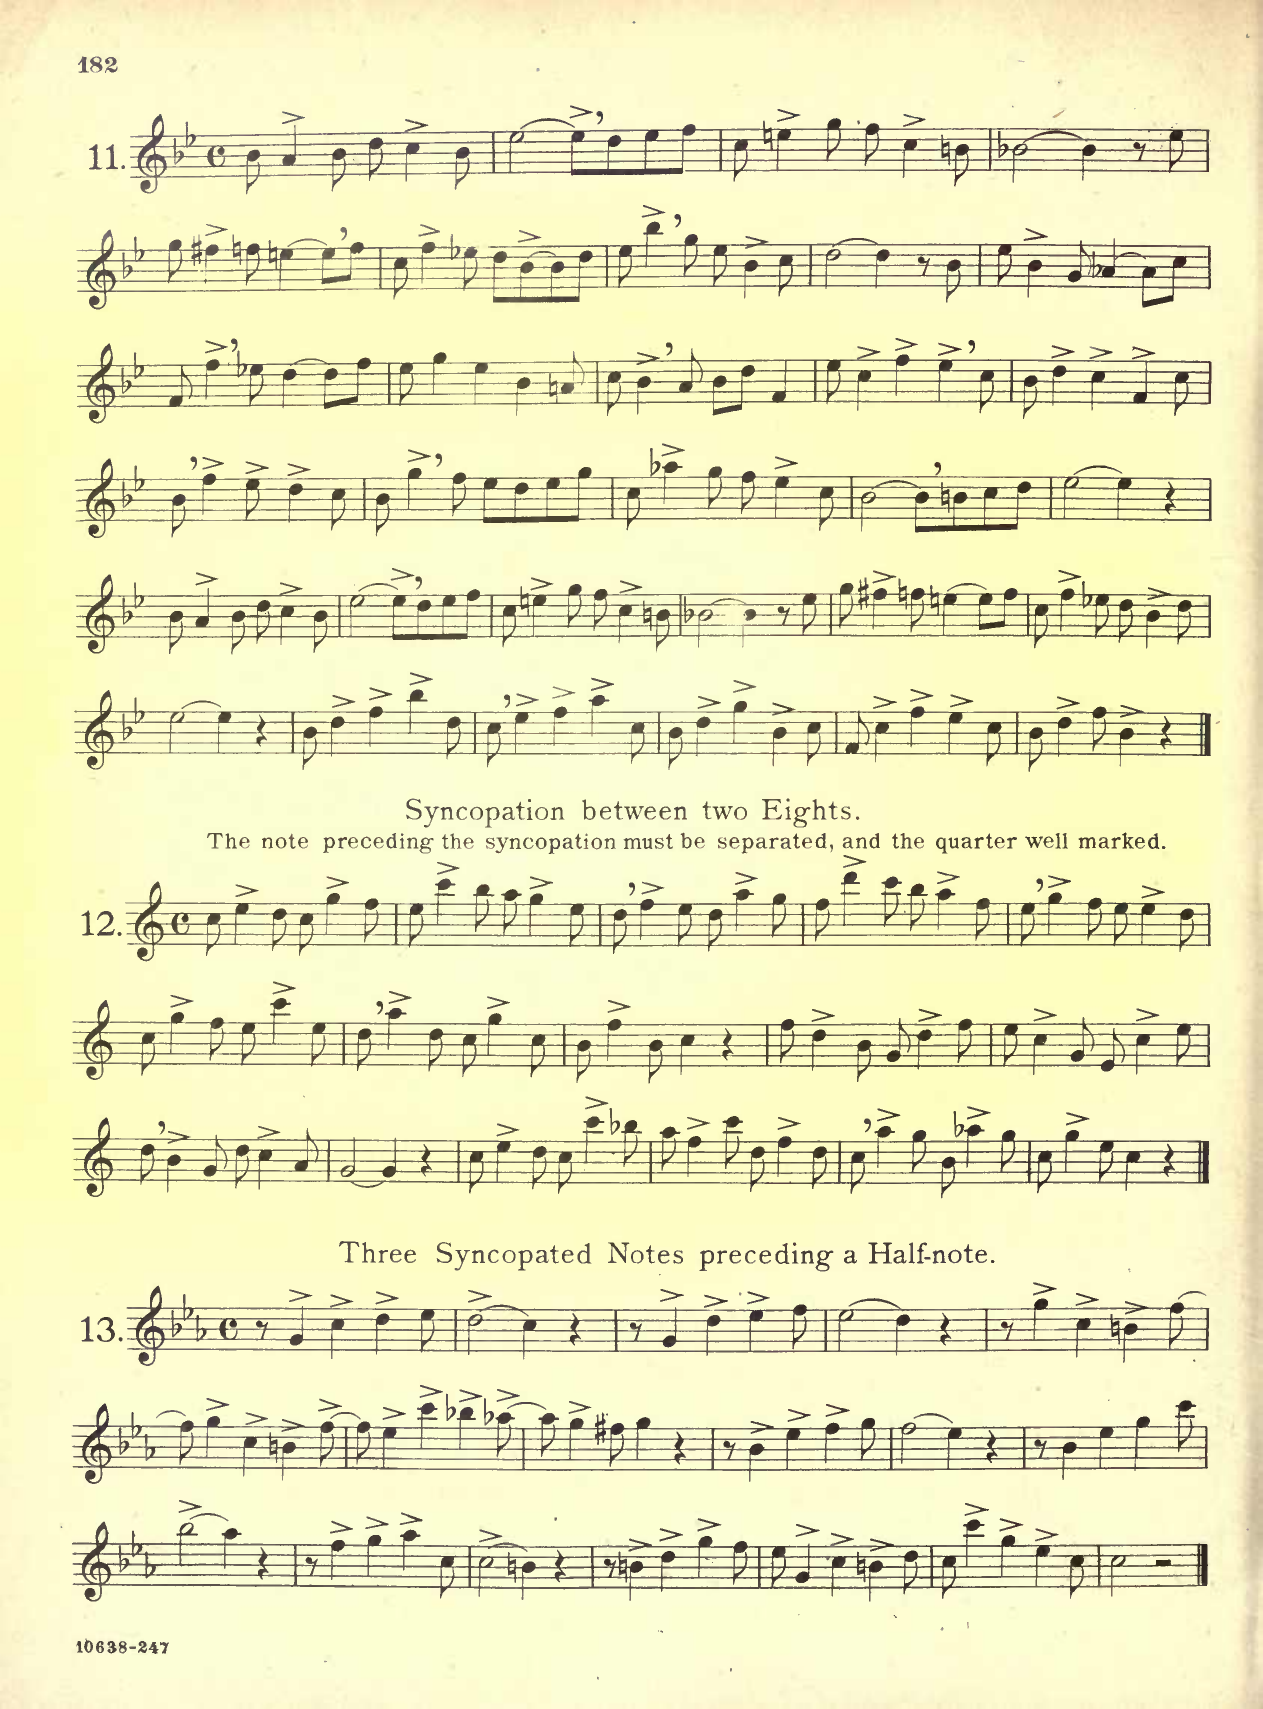 182
11.
Syncopation between two Eights.
The note preceding the syncopation must be separated, and the quarter well marked.
12.
Three Syncopated Notes preceding a Half-note.
13.
10638-247